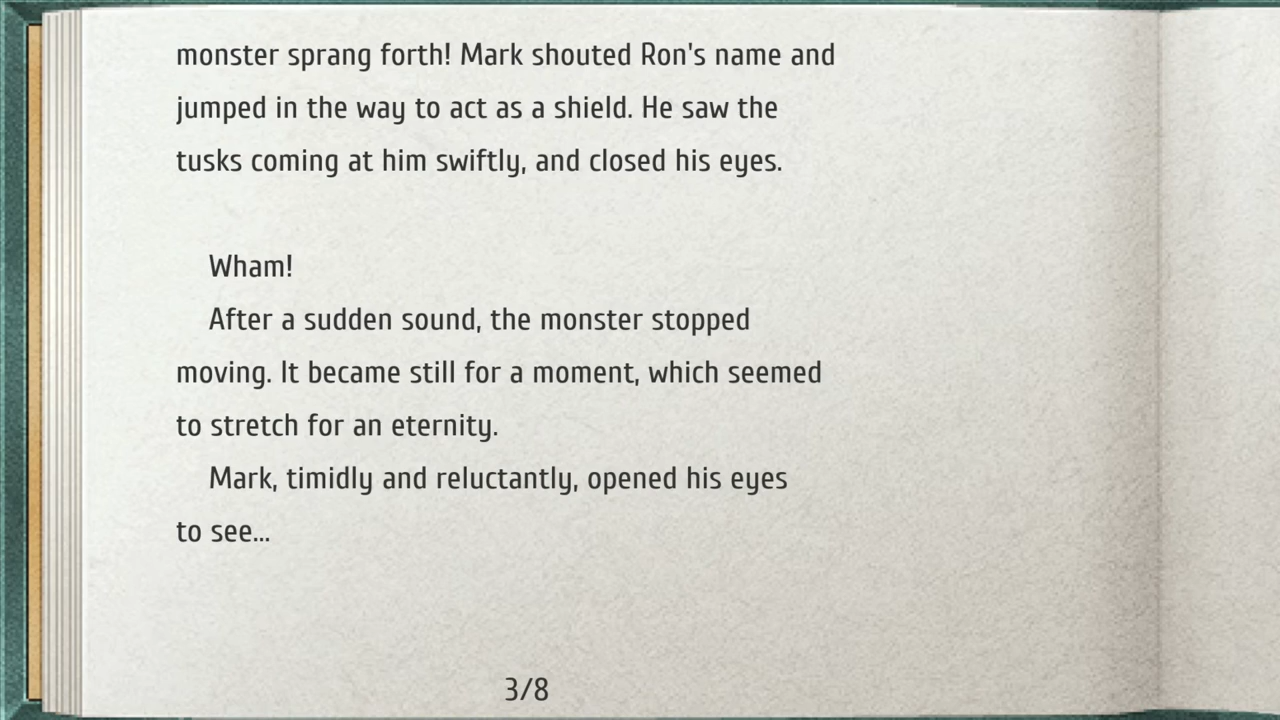 monster sprang forth! Mark shouted Ron's name and
jumped in the way to act as a shield. He saw the
tusks coming at him swiftly, and closed his eyes.
Wham!
After a sudden sound, the monster stopped
moving. It became still for a moment, which seemed
to stretch for an eternity.
Mark, timidly and reluctantly, opened his eyes
to see...
3/8